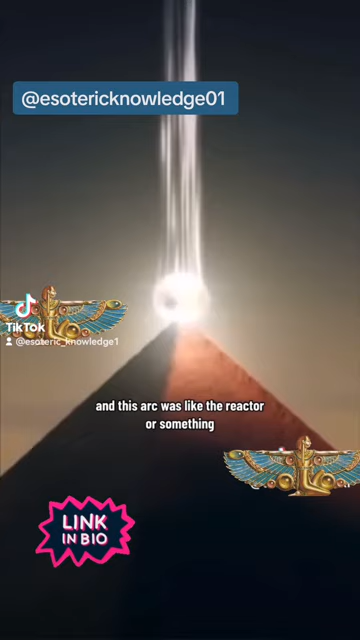 @esotericknowledge01
TikTok
@esoteric_knowledge1
and this arc was like the reactor
or something
LINK
IN BIO